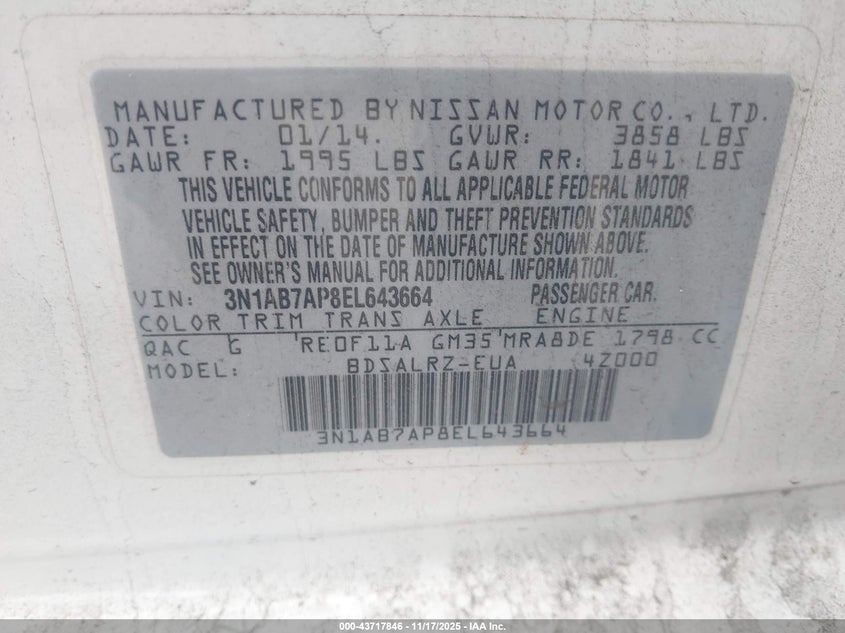 MANUFACTURED BY NISSAN MOTOR CO., LTD.
DATE: 01/14. GVWR: 3858 LBS
GAWR FR: 1995 LBS GAWR RR: 1841 LBS
THIS VEHICLE CONFORMS TO ALL APPLICABLE FEDERAL MOTOR
VEHICLE SAFETY, BUMPER AND THEFT PREVENTION STANDARDS
IN EFFECT ON THE DATE OF MANUFACTURE SHOWN ABOVE.
SEE OWNER'S MANUAL FOR ADDITIONAL INFORMATION
VIN: 3N1AB7AP8EL643664 PASSENGER CAR.
COLOR TRIM TRANS AXLE ENGINE
QAC G RE0F11A GM35 MRA8DE 1798 CC
MODEL: BDSALRZ-EUA 4Z000
3N1AB7AP8EL643664
000-43717846 - 11/17/2025 - IAA Inc.